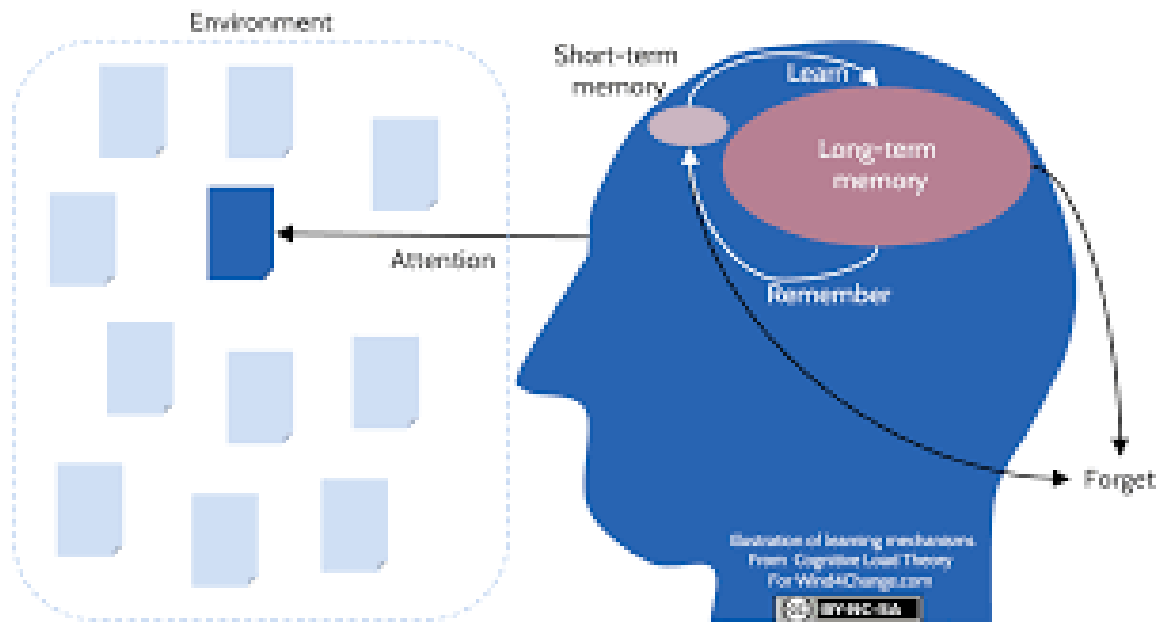 Environment
Short-term
memory
Learn
Long-term
memory
Attention
Remember
Forget
Illustration of learning mechanisms
From Cognitive Load Theory
For Wind4Change.com
BY-NC-SA